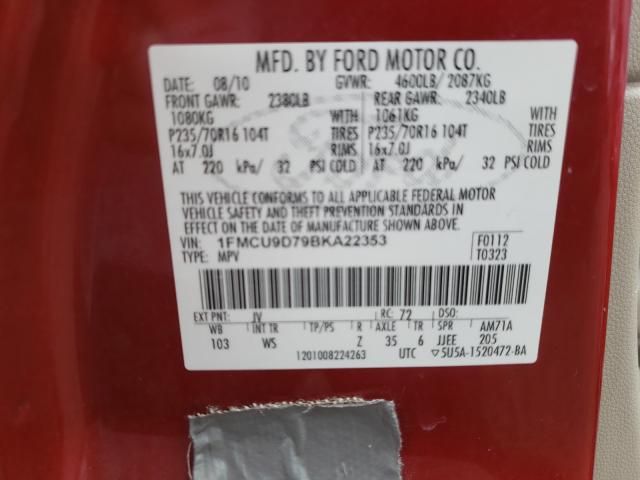 MFD. BY FORD MOTOR CO.
DATE: 08/10 GVWR: 4600LB/ 2087KG
FRONT GAWR: 2380LB REAR GAWR: 2340LB
1080KG WITH 1061KG WITH
P235/70R16 104T TIRES P235/70R16 104T TIRES
16x7.0J RIMS 16x7.0J RIMS
AT 220 kPa/ 32 PSI COLD AT 220 kPa/ 32 PSI COLD
THIS VEHICLE CONFORMS TO ALL APPLICABLE FEDERAL MOTOR
VEHICLE SAFETY AND THEFT PREVENTION STANDARDS IN
EFFECT ON THE DATE OF MANUFACTURE SHOWN ABOVE.
VIN: 1FMCU9D79BKA22353 F0112
TYPE: MPV T0323
EXT PNT: JV RC: 72 DSO:
WB INT TR TP/PS R AXLE TR SPR AM71A
103 WS Z 35 6 JJEE 205
1201008224263 UTC ▽5U5A-1520472-BA